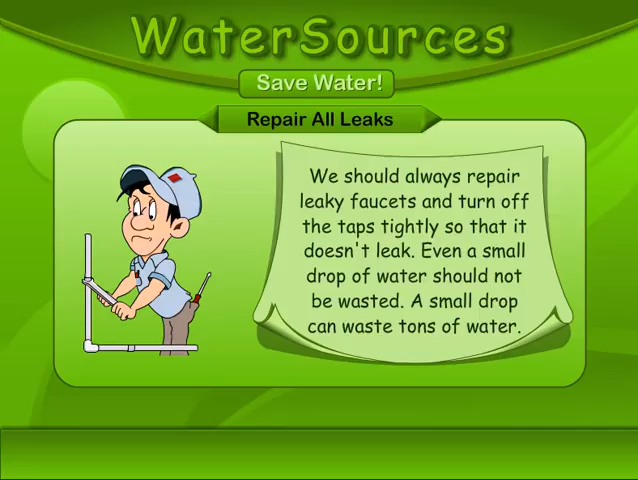 WaterSources
Save Water!
Repair All Leaks
We should always repair
leaky faucets and turn off
the taps tightly so that it
doesn't leak. Even a small
drop of water should not
be wasted. A small drop
can waste tons of water.